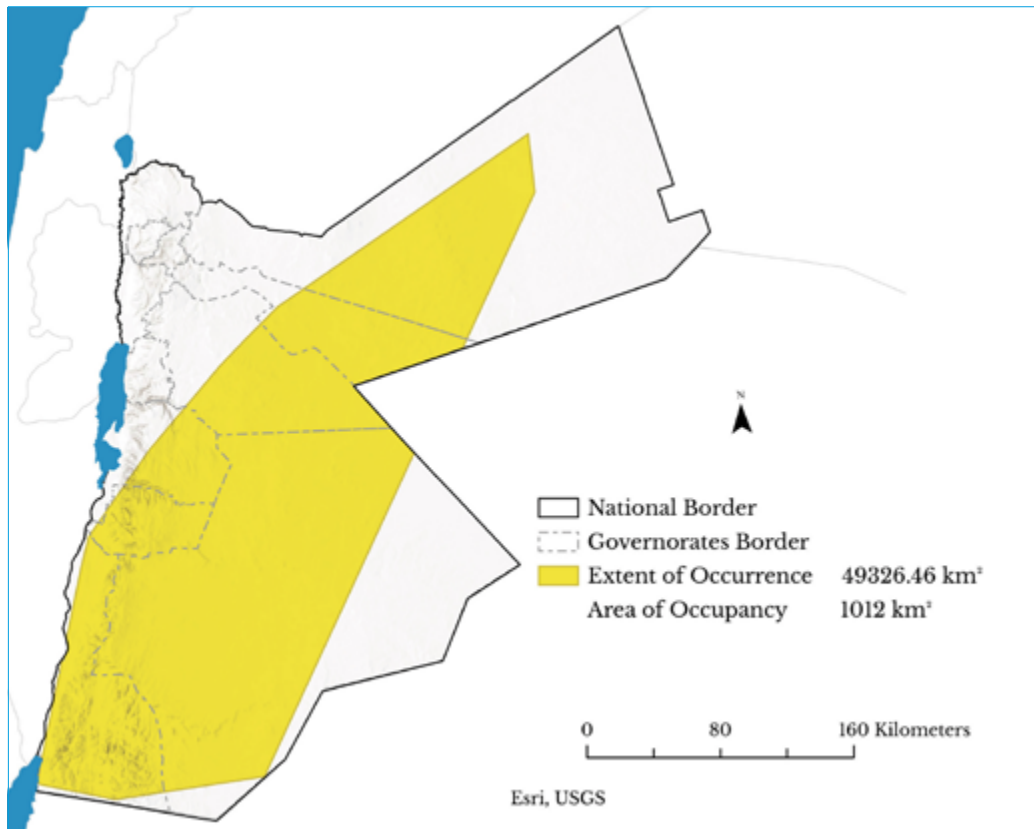 N
National Border
Governorates Border
Extent of Occurrence 49326.46 km²
Area of Occupancy 1012 km²
0 80 160 Kilometers
Esri, USGS